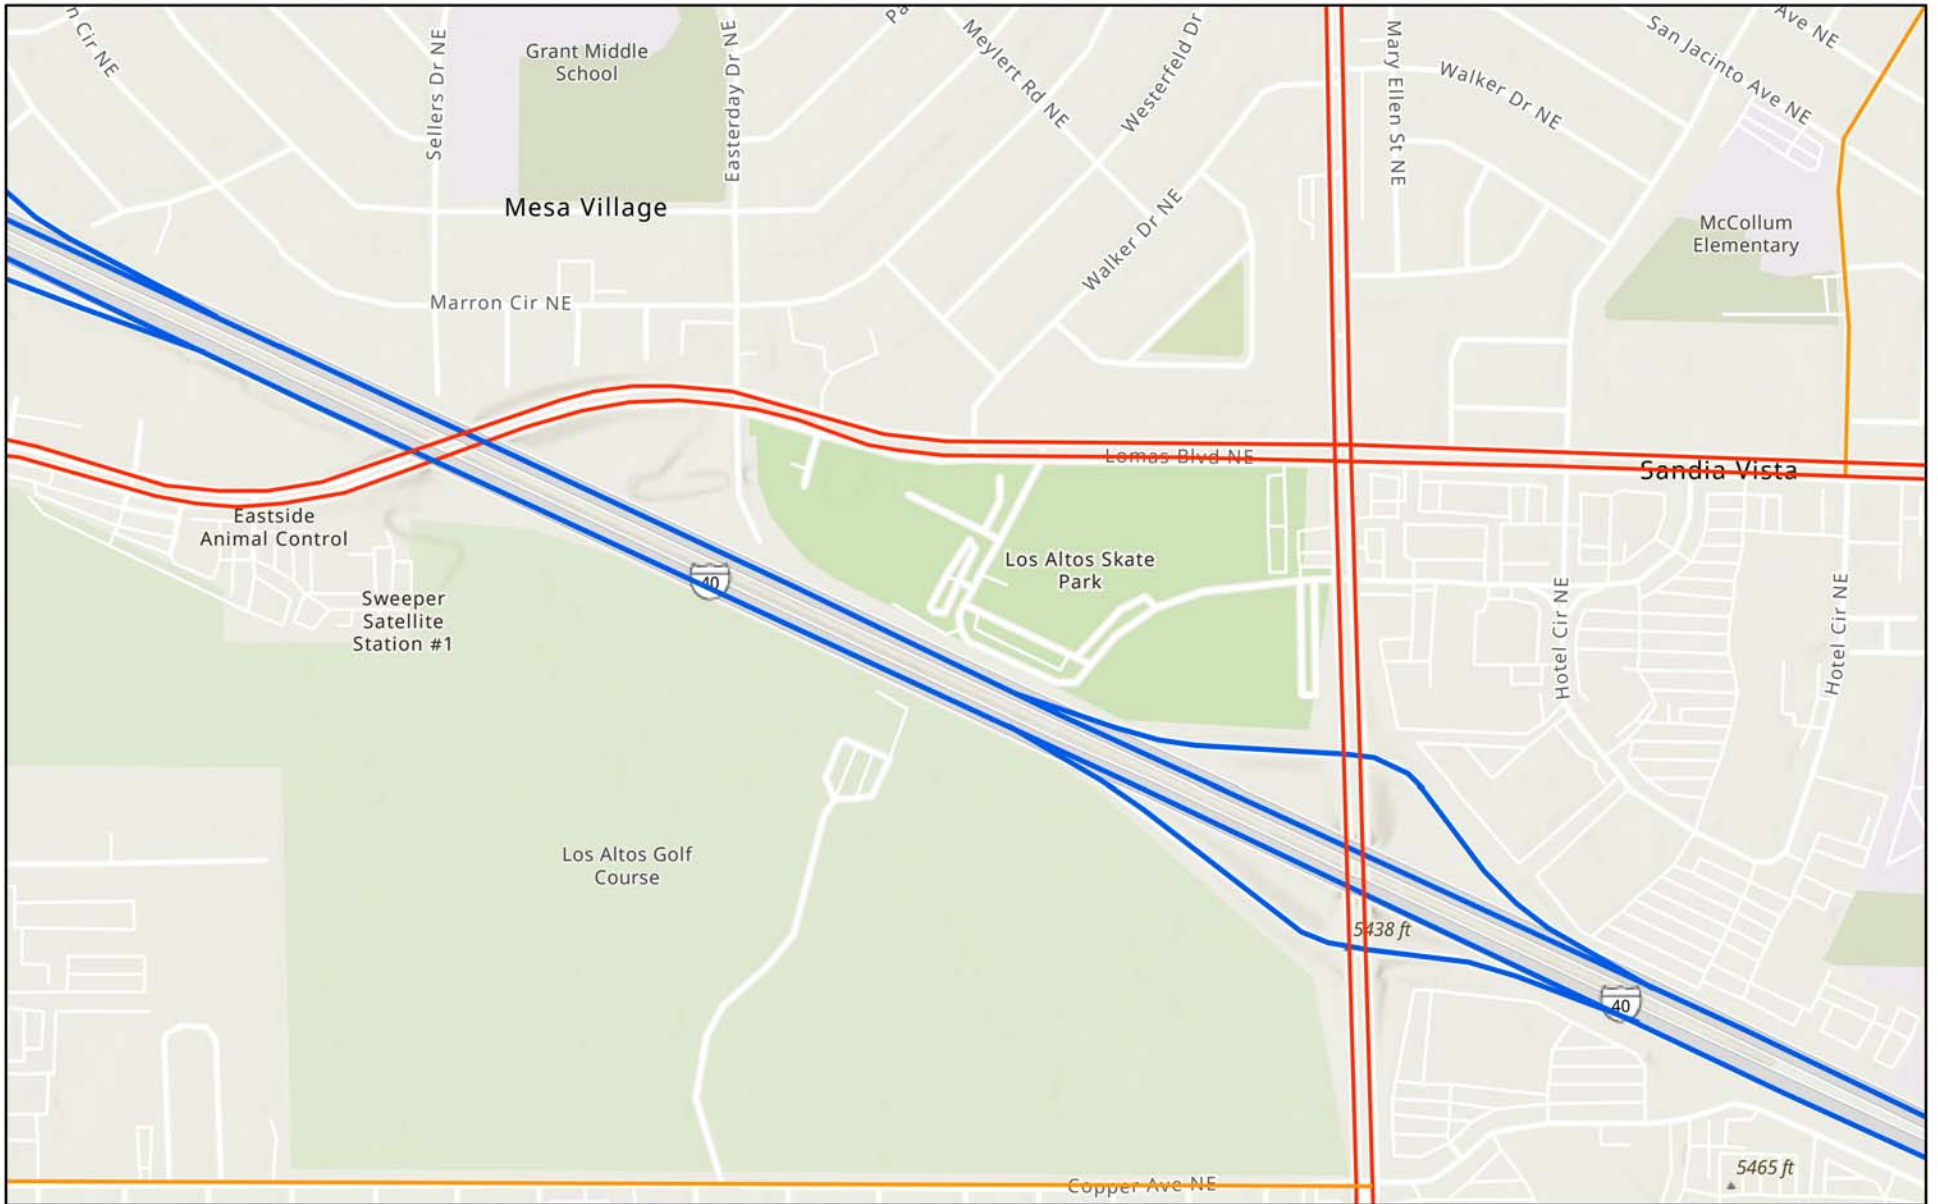 n Cir NE
Sellers Dr NE
Grant Middle
School
Easterday Dr NE
Pa
Meylert Rd NE
Westerfeld Dr
Mary Ellen St NE
Walker Dr NE
San Jacinto Ave NE
Ave NE
Mesa Village
Walker Dr NE
McCollum
Elementary
Marron Cir NE
Lomas Blvd NE
Sandia Vista
Eastside
Animal Control
Los Altos Skate
Park
40
Sweeper
Satellite
Station #1
Hotel Cir NE
Hotel Cir NE
Los Altos Golf
Course
5438 ft
40
5465 ft
Copper Ave NE